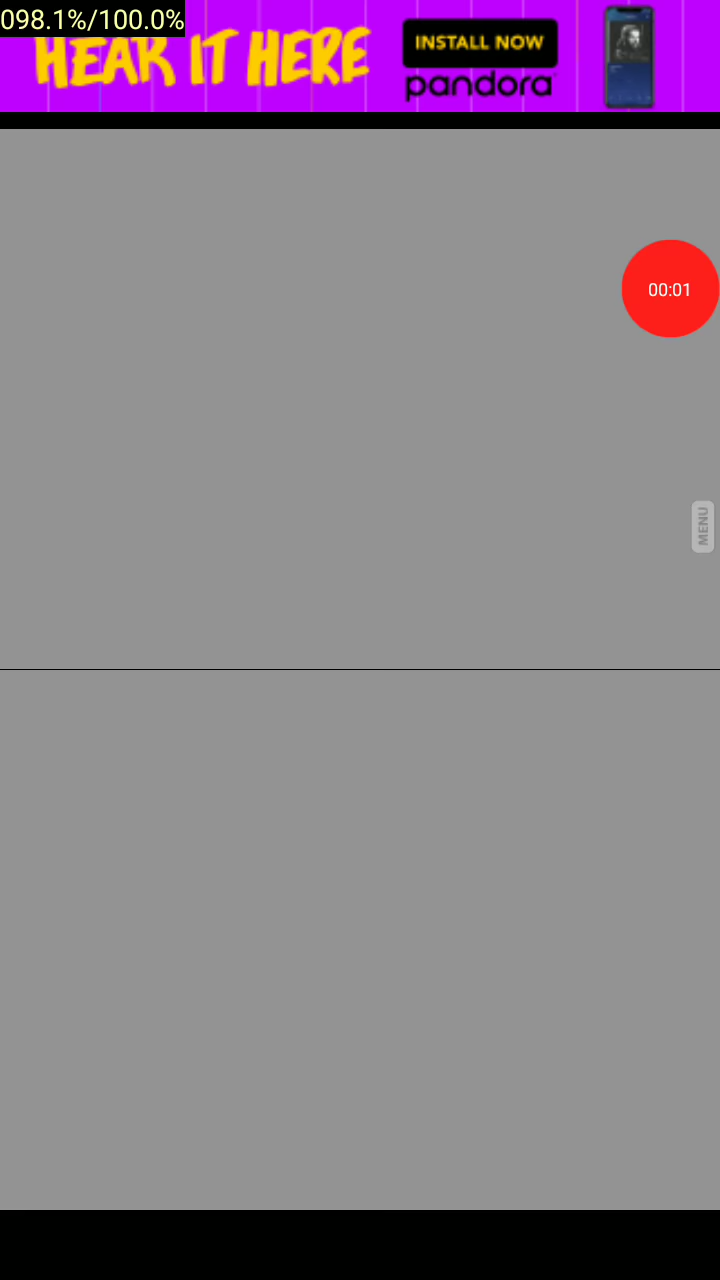 098.1%/100.0%
HEAR IT HERE
INSTALL NOW
pandora
00:01
MENU